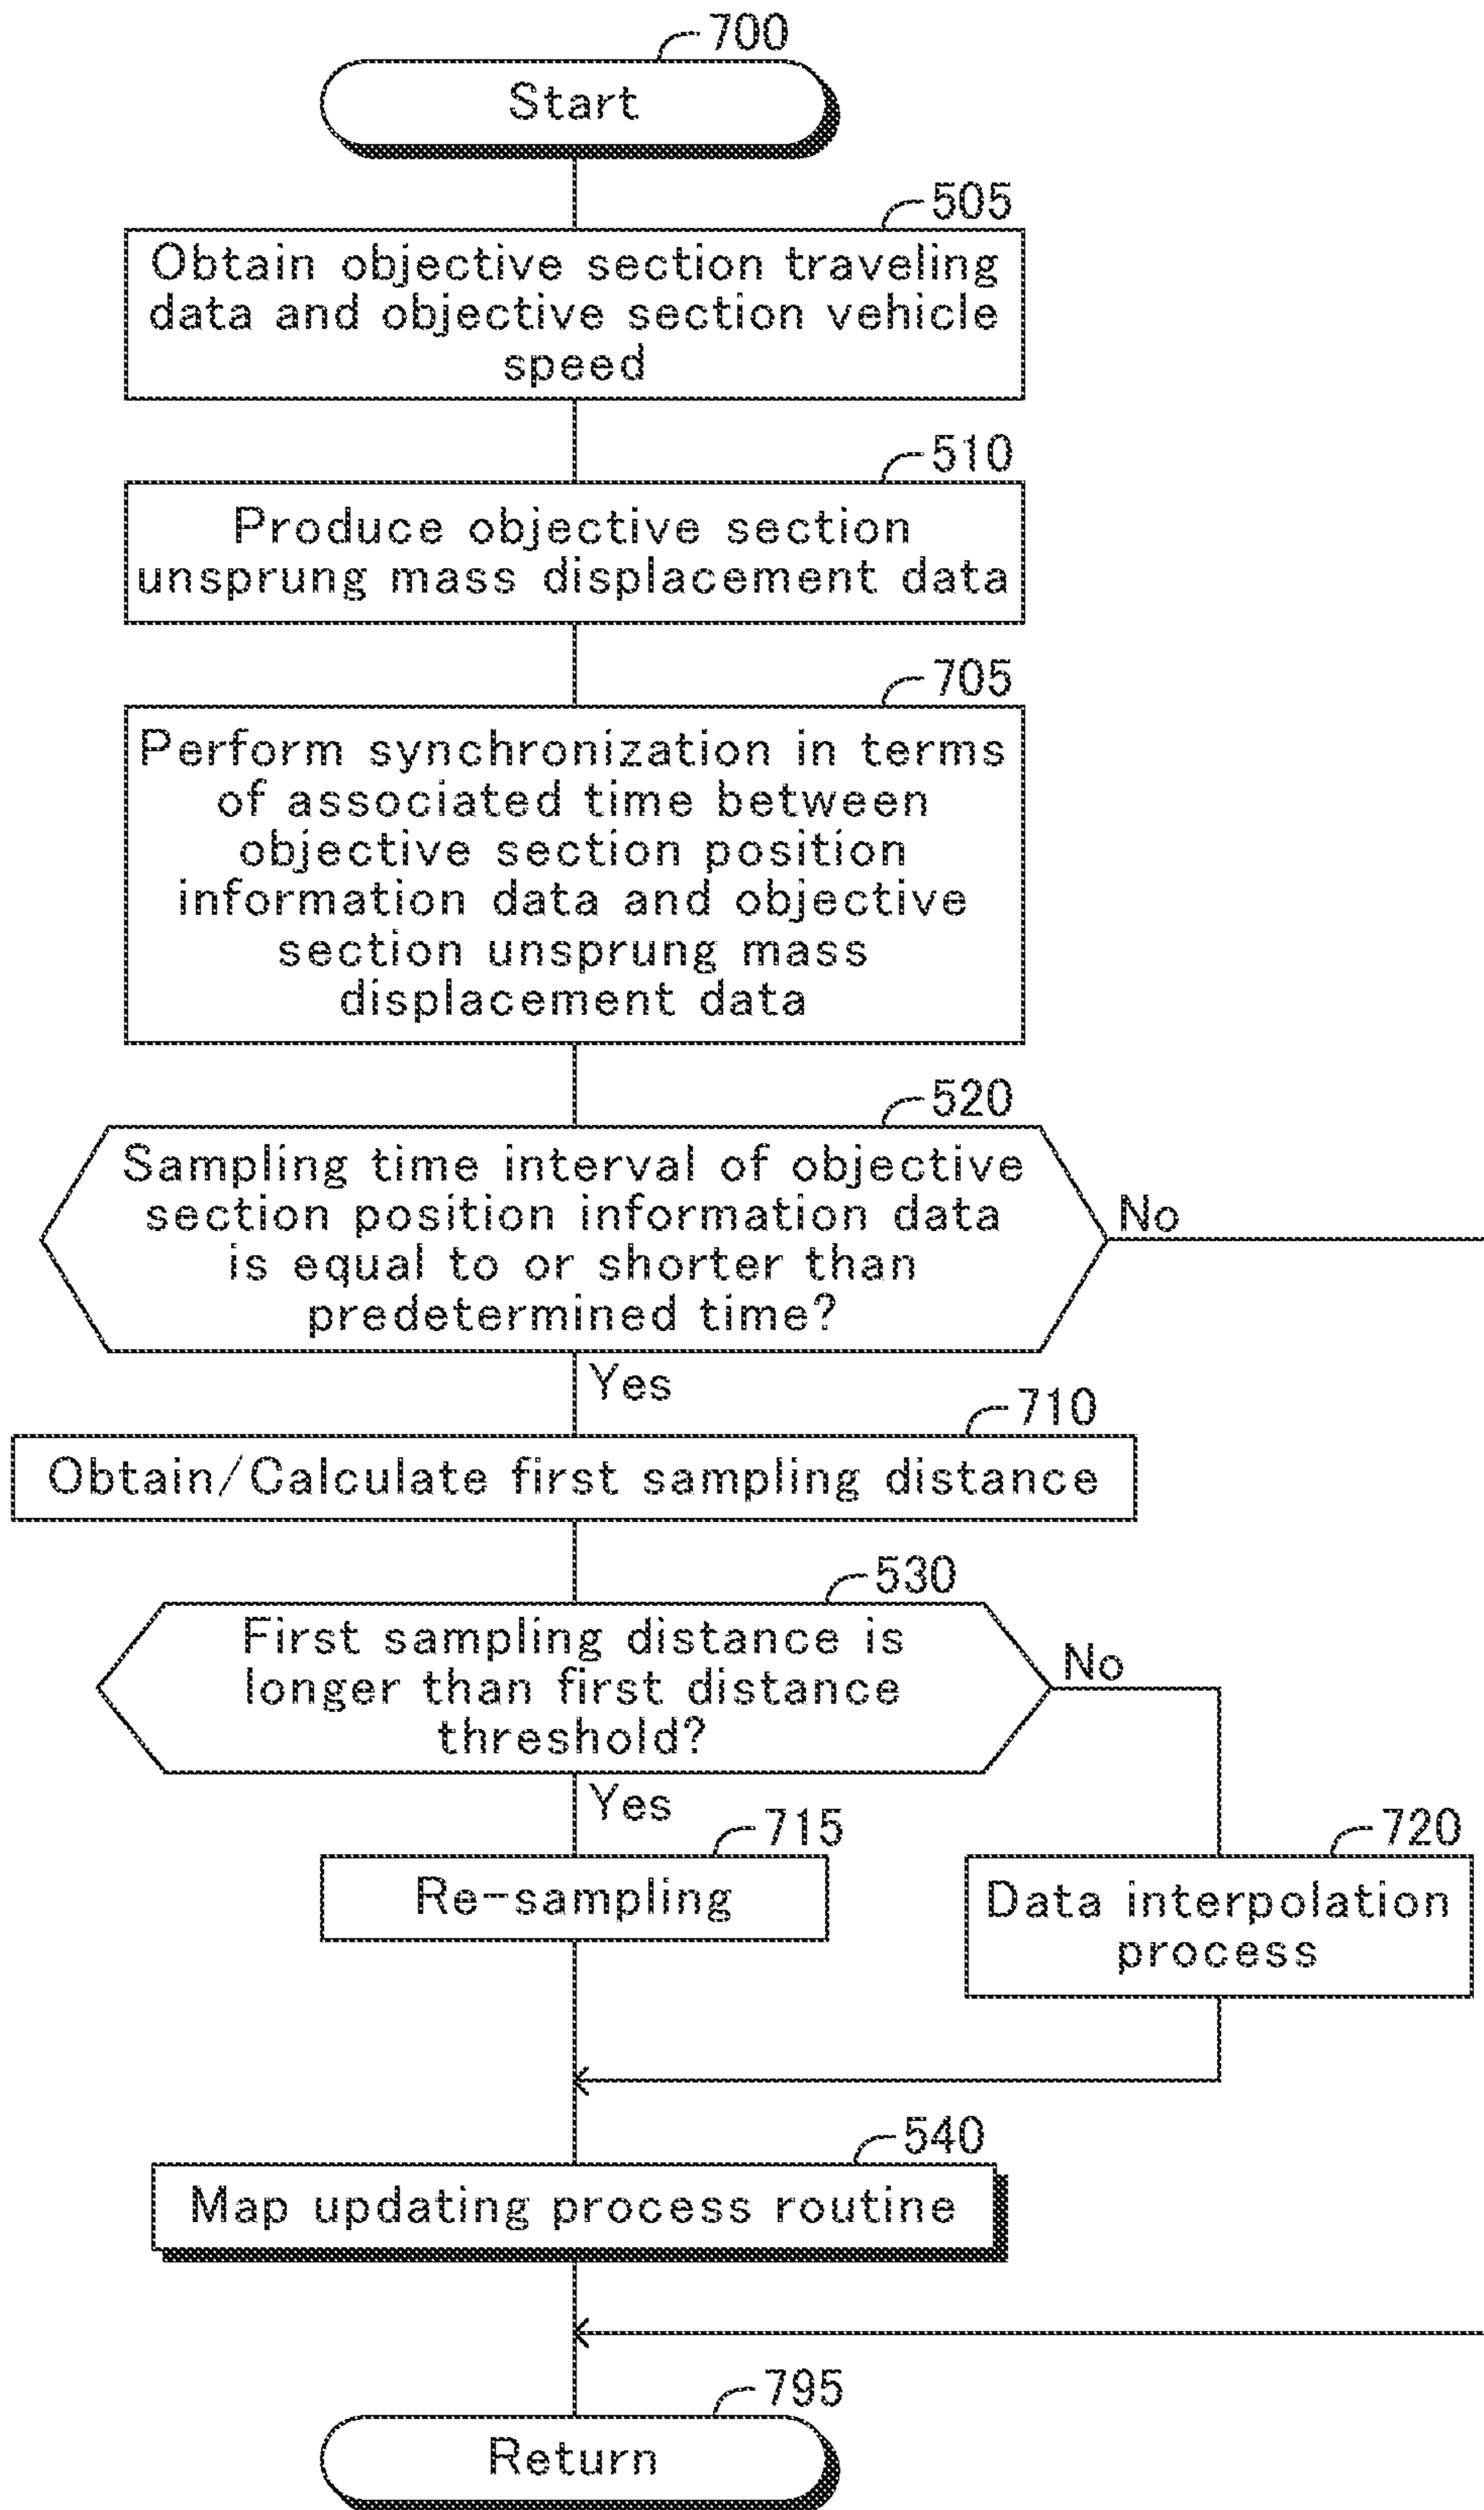 700
Start
505
Obtain objective section traveling
data and objective section vehicle
speed
510
Produce objective section
unsprung mass displacement data
705
Perform synchronization in terms
of associated time between
objective section position
information data and objective
section unsprung mass
displacement data
520
Sampling time interval of objective
section position information data
is equal to or shorter than
predetermined time?
No
Yes
710
Obtain/Calculate first sampling distance
530
First sampling distance is
longer than first distance
threshold?
No
Yes
715
Re-sampling
720
Data interpolation
process
540
Map updating process routine
795
Return